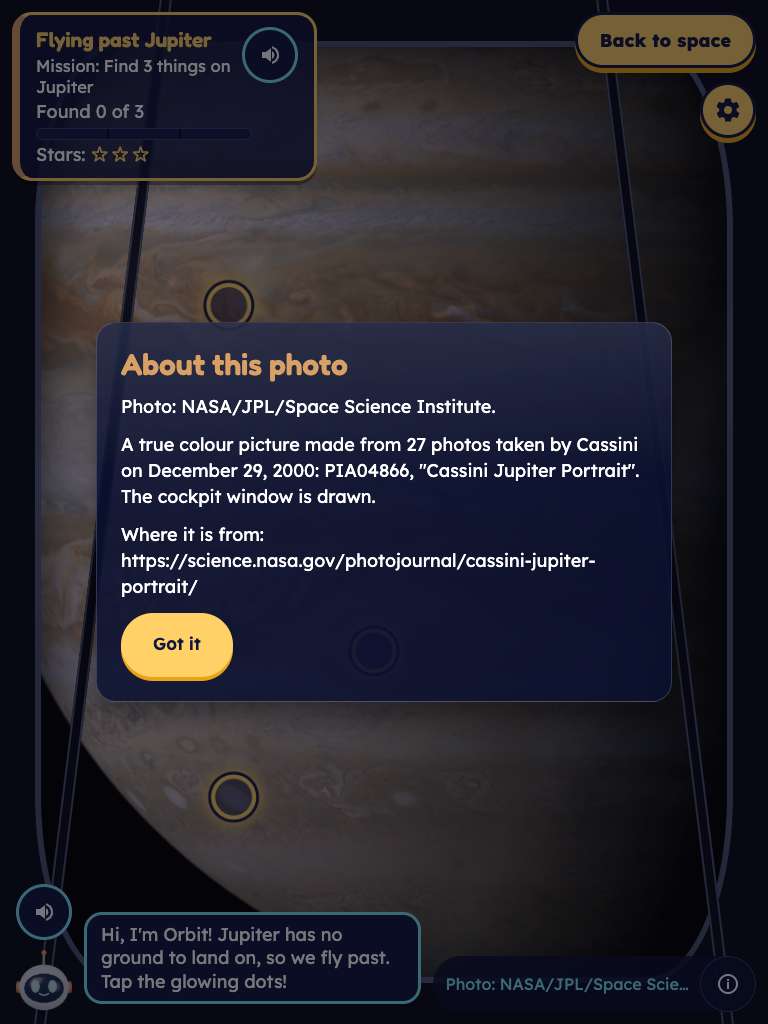 Flying past Jupiter
Mission: Find 3 things on
Jupiter
Found 0 of 3
Stars:
Back to space
About this photo
Photo: NASA/JPL/Space Science Institute.
A true colour picture made from 27 photos taken by Cassini
on December 29, 2000: PIA04866, "Cassini Jupiter Portrait".
The cockpit window is drawn.
Where it is from:
https://science.nasa.gov/photojournal/cassini-jupiter-
portrait/
Got it
Hi, I'm Orbit! Jupiter has no
ground to land on, so we fly past.
Tap the glowing dots!
Photo: NASA/JPL/Space Scie…